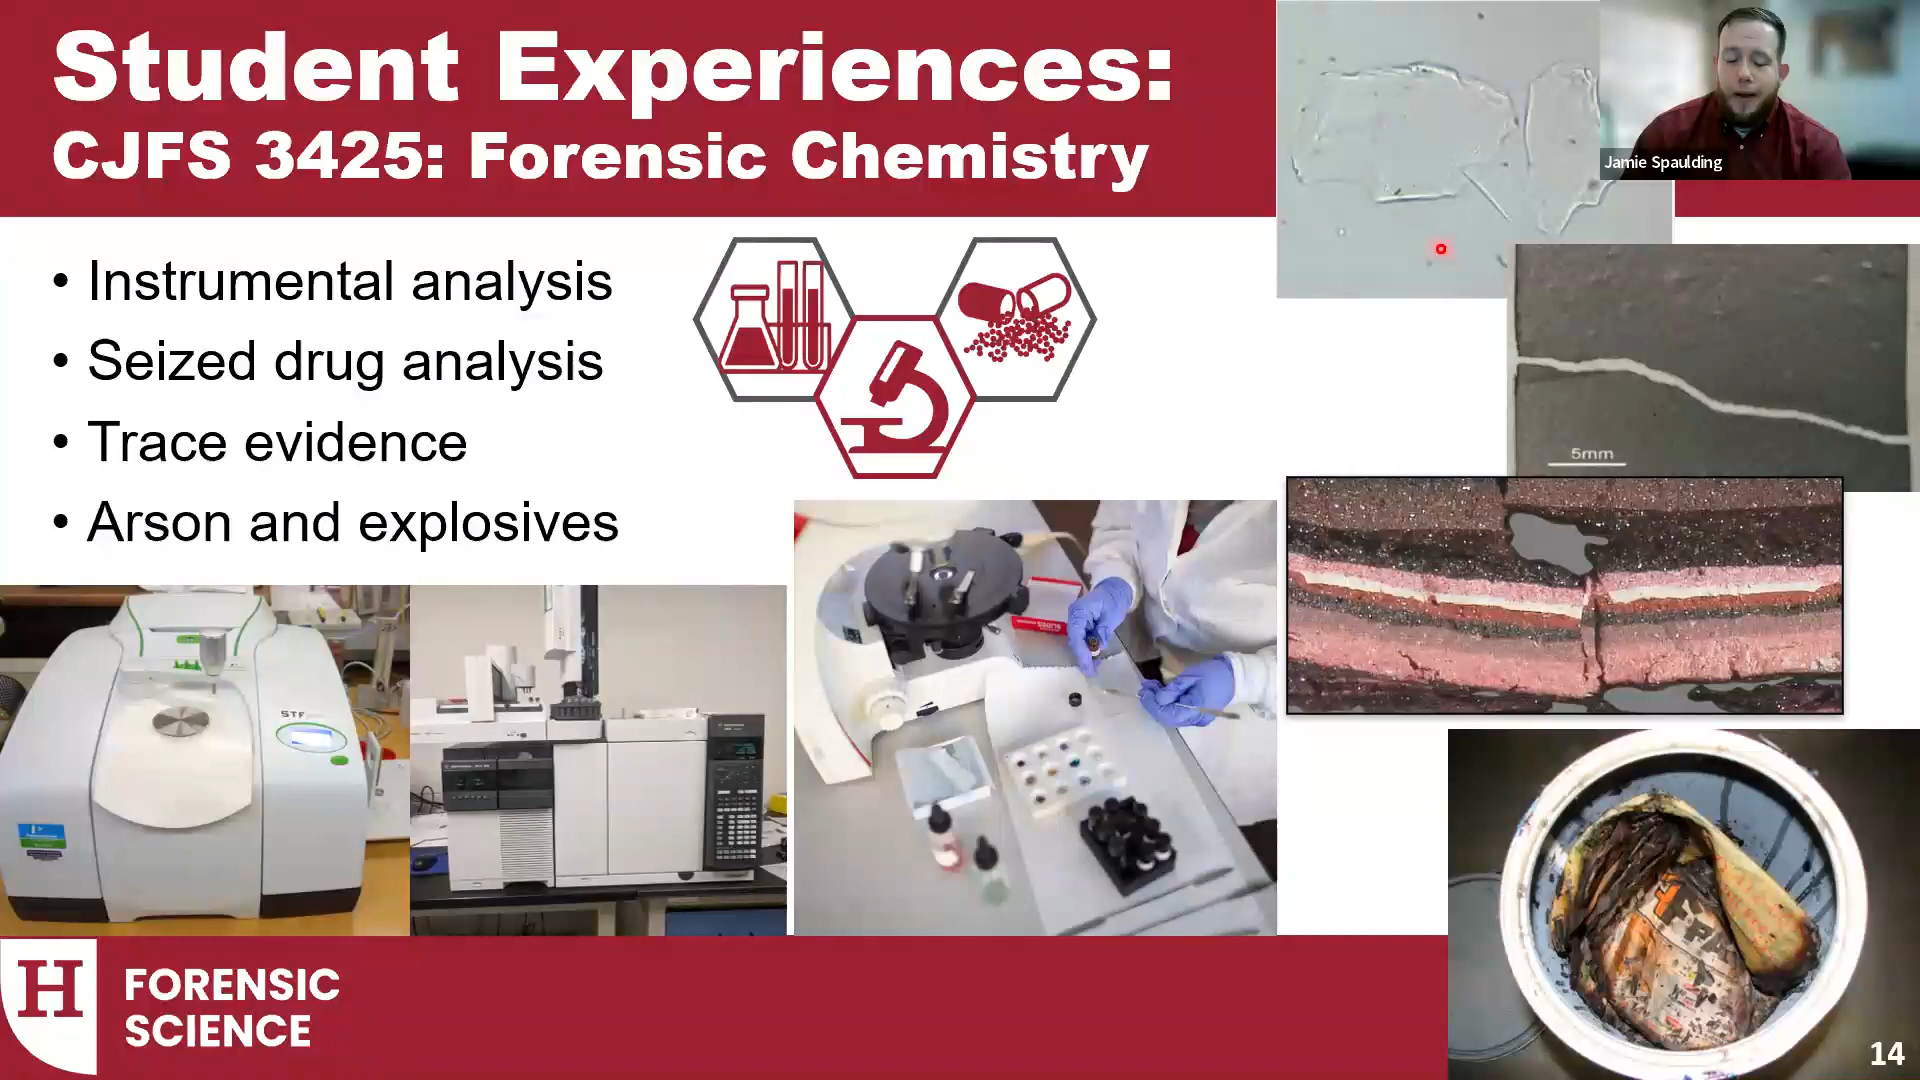 Student Experiences:
CJFS 3425: Forensic Chemistry
Jamie Spaulding
• Instrumental analysis
• Seized drug analysis
• Trace evidence
• Arson and explosives
5mm
H
FORENSIC
SCIENCE
14